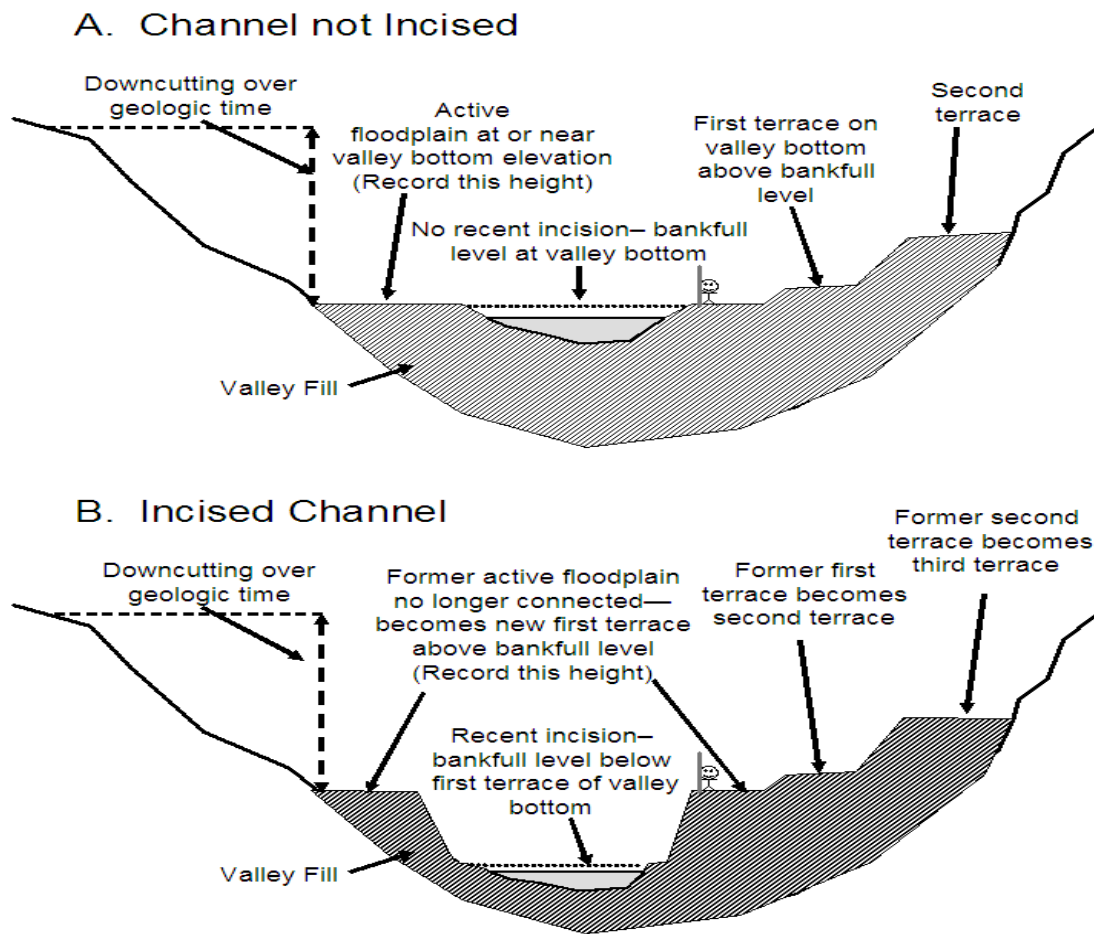 A. Channel not Incised
Downcutting over
geologic time
Active
floodplain at or near
valley bottom elevation
(Record this height)
No recent incision– bankfull
level at valley bottom
First terrace on
valley bottom
above bankfull
level
Second
terrace
Valley Fill
B. Incised Channel
Downcutting over
geologic time
Former active floodplain
no longer connected—
becomes new first terrace
above bankfull level
(Record this height)
Recent incision–
bankfull level below
first terrace of valley
bottom
Former first
terrace becomes
second terrace
Former second
terrace becomes
third terrace
Valley Fill